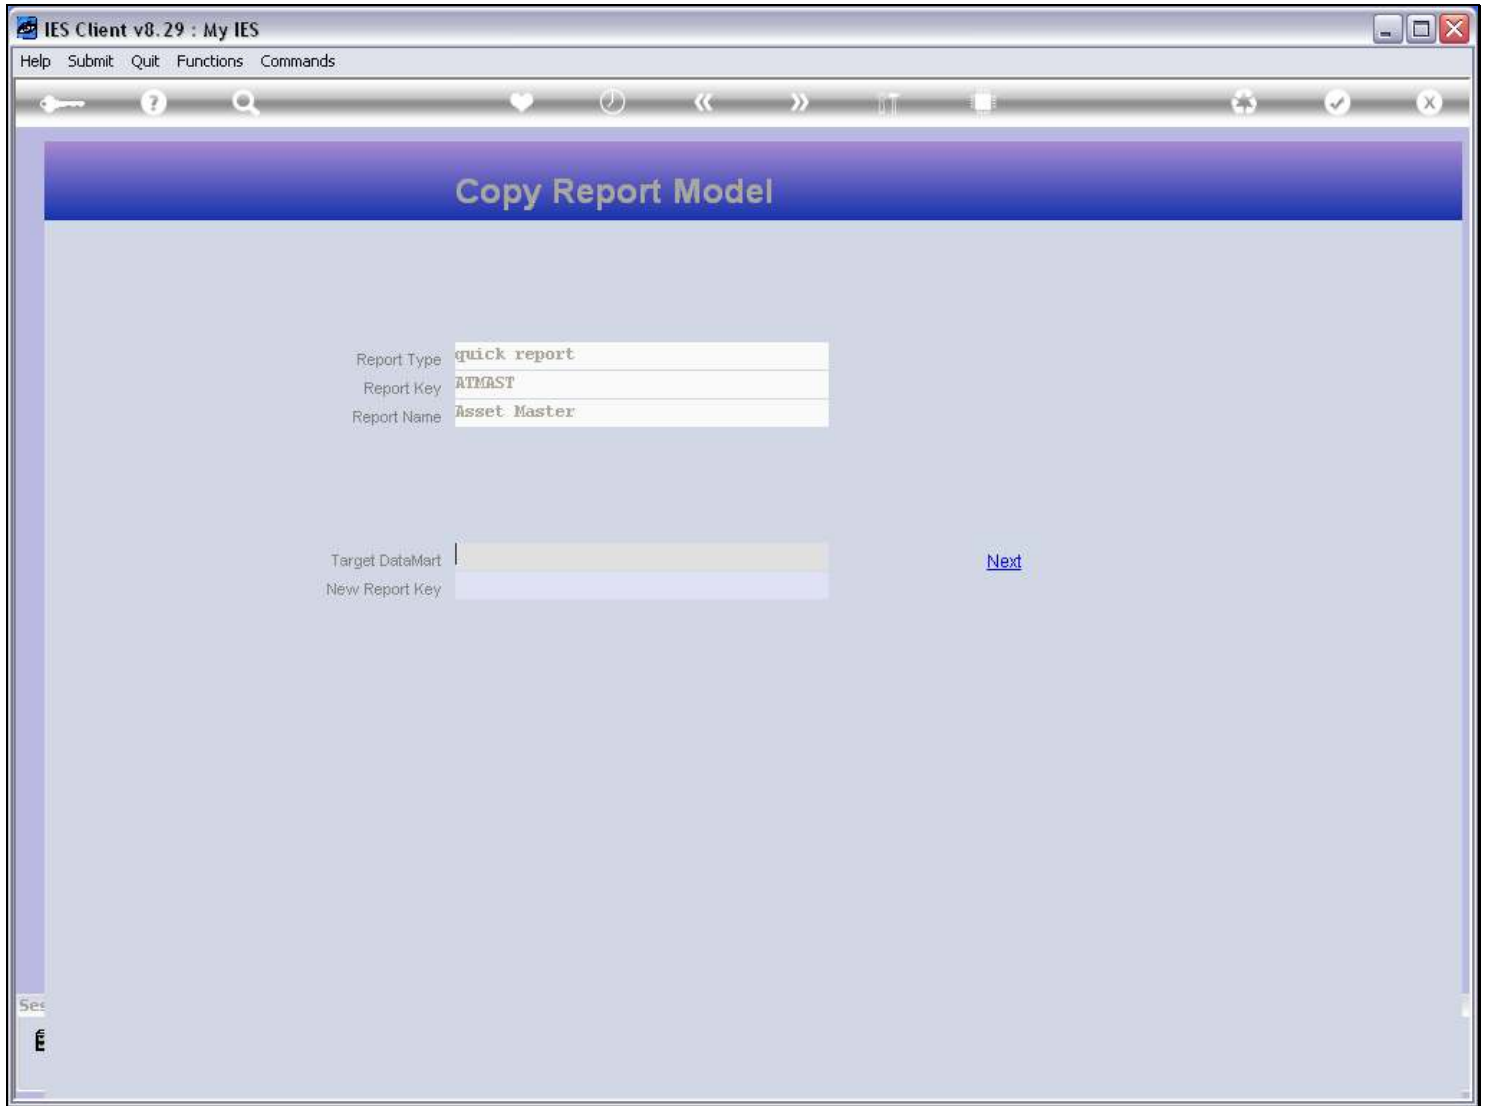 IES Client v8.29 : My IES
Help Submit Quit Functions Commands
Copy Report Model
Report Type quick report
Report Key ATMAST
Report Name Asset Master
Target DataMart Next
New Report Key
Ses